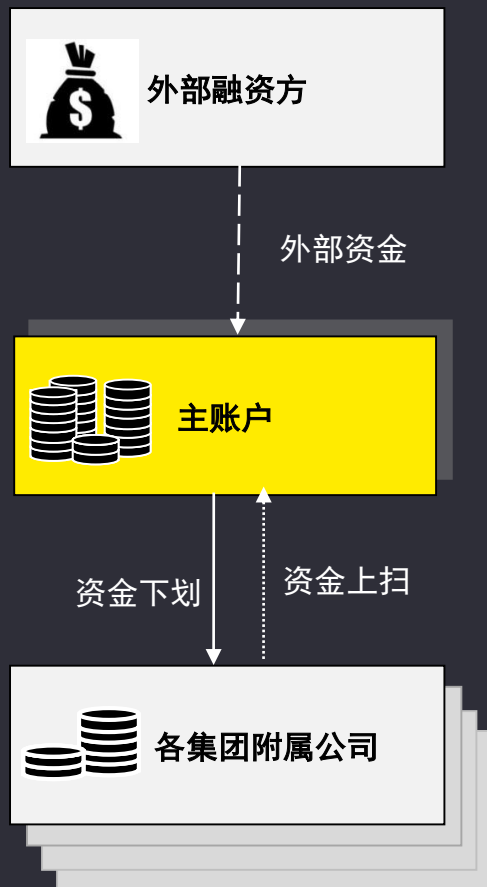 $
外部融资方
外部资金
主账户
资金下划
资金上扫
各集团附属公司